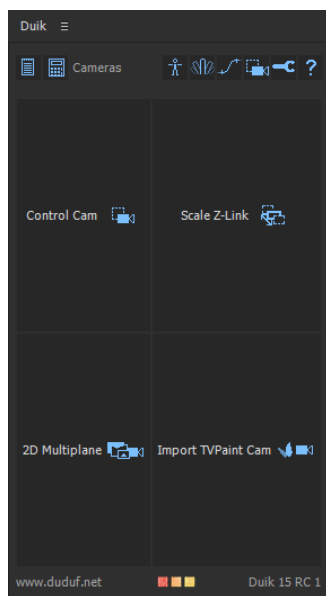 Duik
Cameras
?
Control Cam
Scale Z-Link
2D Multiplane
Import TVPaint Cam
www.duduf.net
Duik 15 RC 1